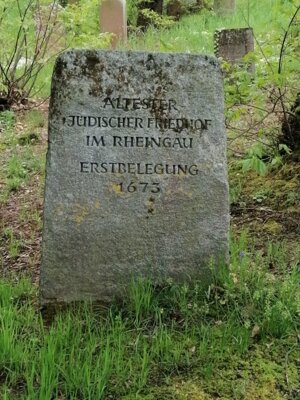 ÄLTESTER
JÜDISCHER FRIEDHOF
IM RHEINGAU
ERSTBELEGUNG
1673